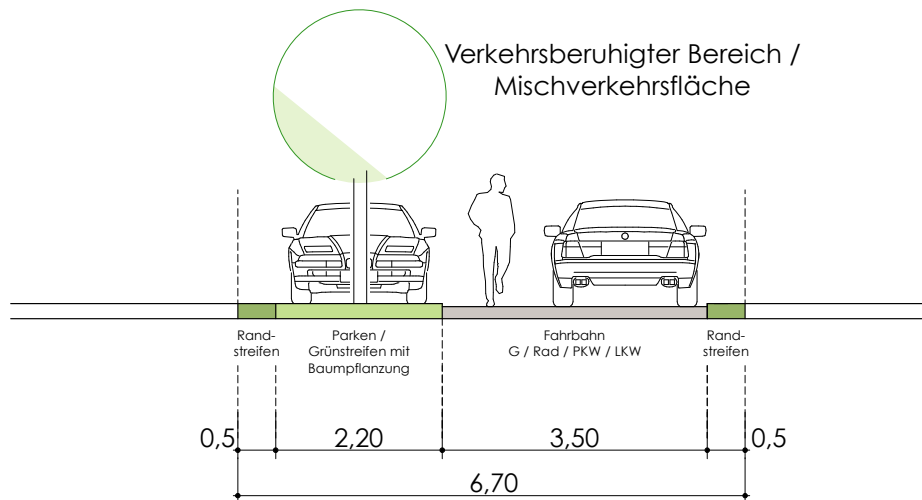 Verkehrsberuhigter Bereich /
Mischverkehrsfläche
Rand-
streifen
Parken /
Grünstreifen mit
Baumpflanzung
Fahrbahn
G / Rad / PKW / LKW
Rand-
streifen
0,5
2,20
3,50
0,5
6,70